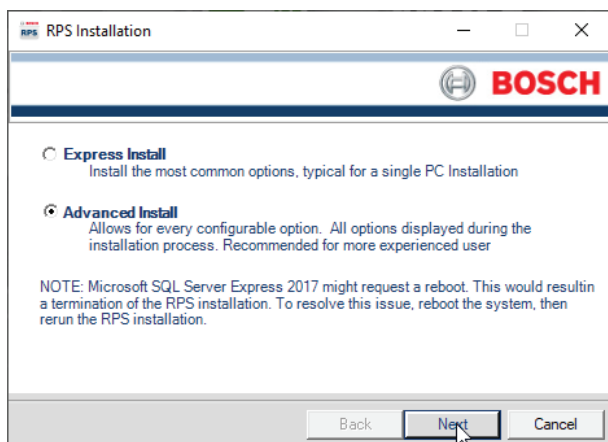 RPS RPS Installation
BOSCH
Express Install
Install the most common options, typical for a single PC Installation
Advanced Install
Allows for every configurable option. All options displayed during the
installation process. Recommended for more experienced user
NOTE: Microsoft SQL Server Express 2017 might request a reboot. This would resultin
a termination of the RPS installation. To resolve this issue, reboot the system, then
rerun the RPS installation.
Back Next Cancel